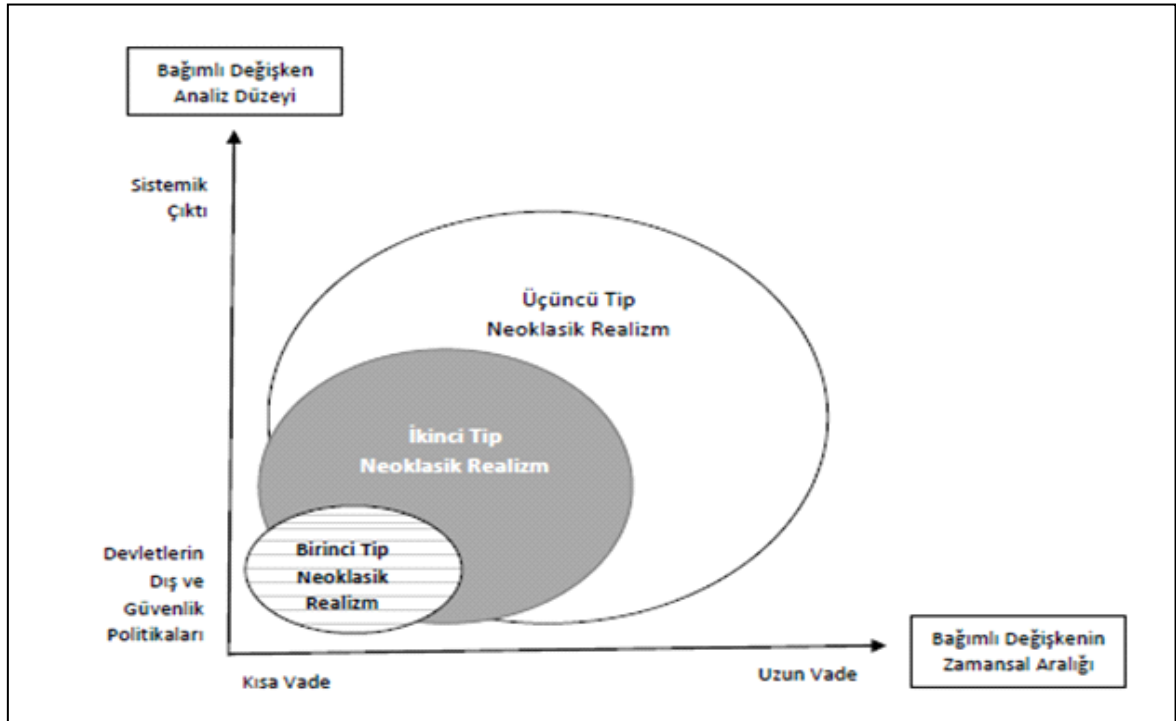 Bağımlı Değişken
Analiz Düzeyi
Sistemik
Çıktı
Üçüncü Tip
Neoklasik Realizm
İkinci Tip
Neoklasik Realizm
Birinci Tip
Neoklasik
Realizm
Devletlerin
Dış ve
Güvenlik
Politikaları
Kısa Vade
Uzun Vade
Bağımlı Değişkenin
Zamansal Aralığı